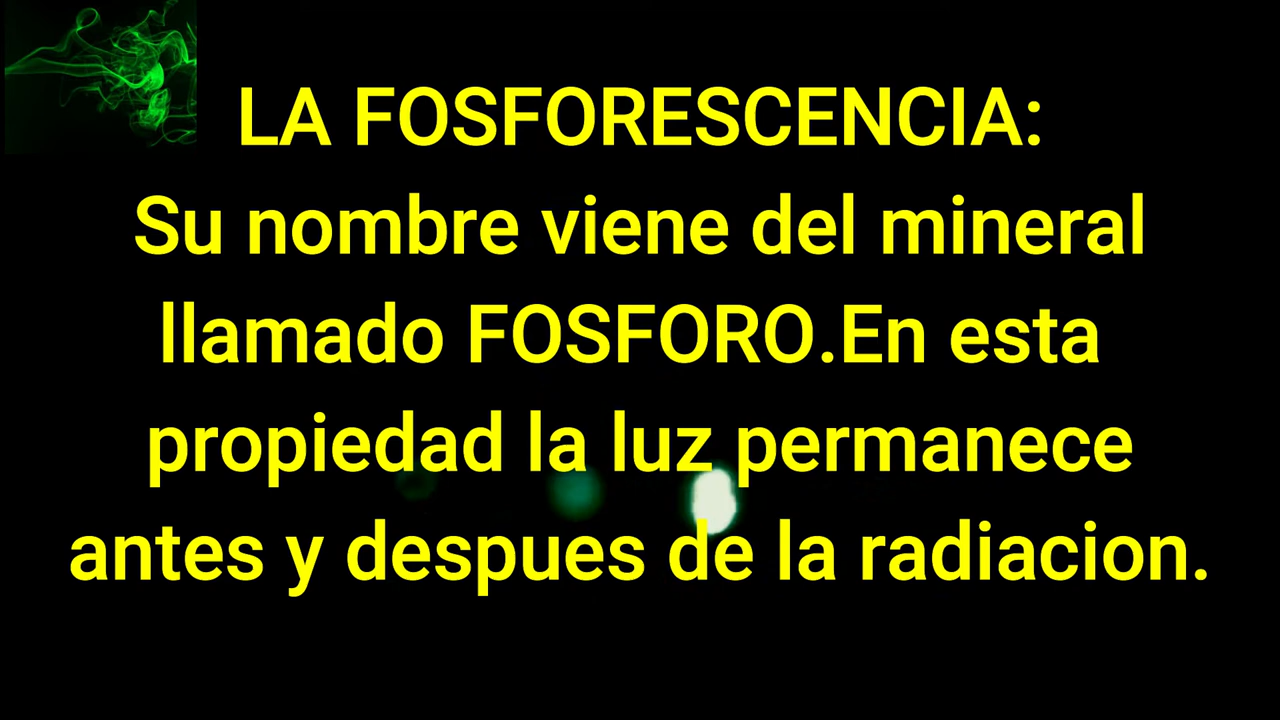 LA FOSFORESCENCIA:
Su nombre viene del mineral
llamado FOSFORO.En esta
propiedad la luz permanece
antes y despues de la radiacion.